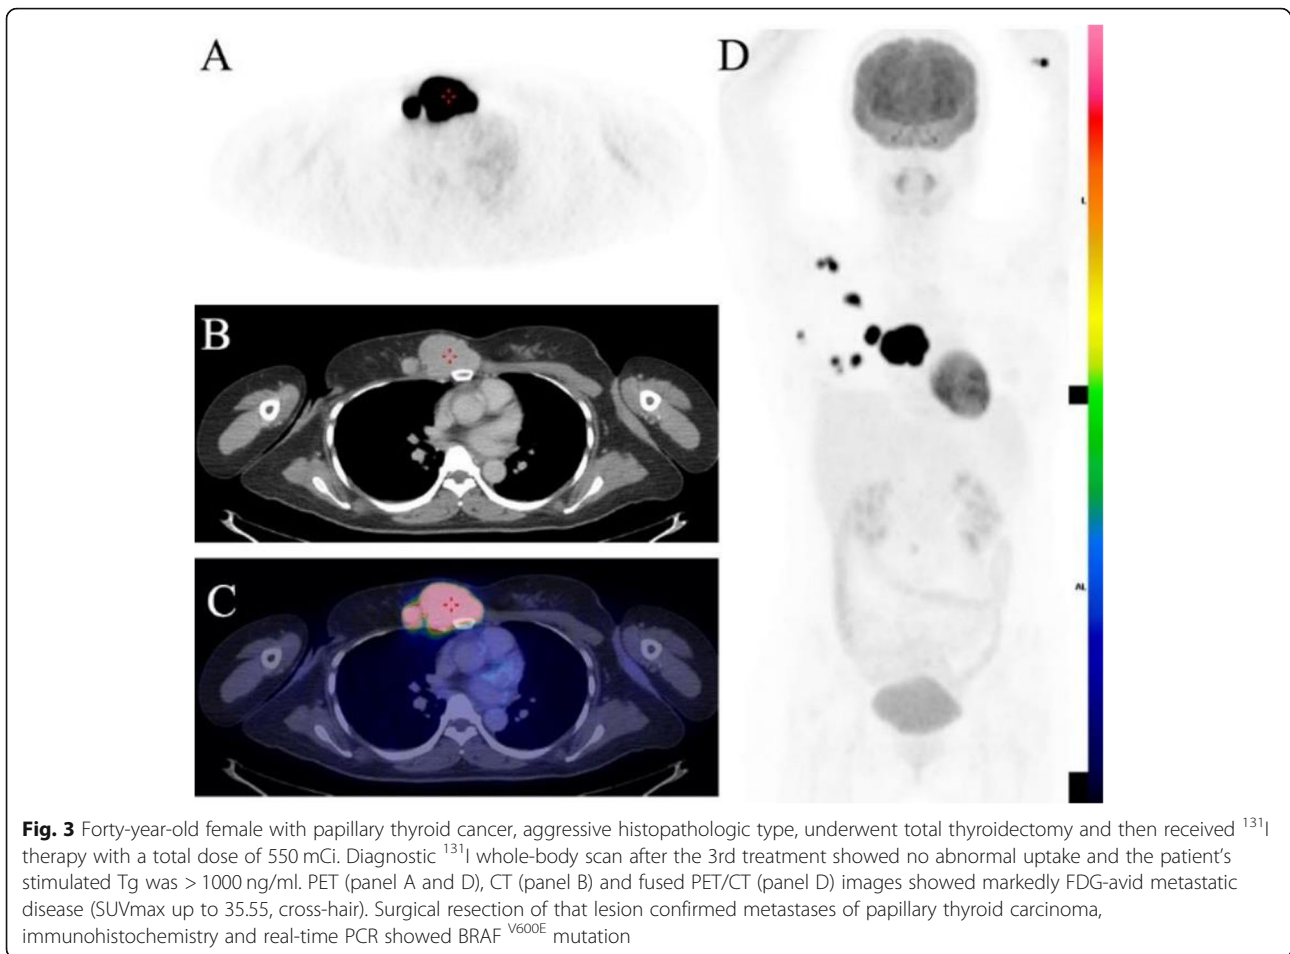 A
D
L
B
C
AL
Fig. 3 Forty-year-old female with papillary thyroid cancer, aggressive histopathologic type, underwent total thyroidectomy and then received 131I
therapy with a total dose of 550 mCi. Diagnostic 131I whole-body scan after the 3rd treatment showed no abnormal uptake and the patient's
stimulated Tg was > 1000 ng/ml. PET (panel A and D), CT (panel B) and fused PET/CT (panel D) images showed markedly FDG-avid metastatic
disease (SUVmax up to 35.55, cross-hair). Surgical resection of that lesion confirmed metastases of papillary thyroid carcinoma,
immunohistochemistry and real-time PCR showed BRAF V600E mutation